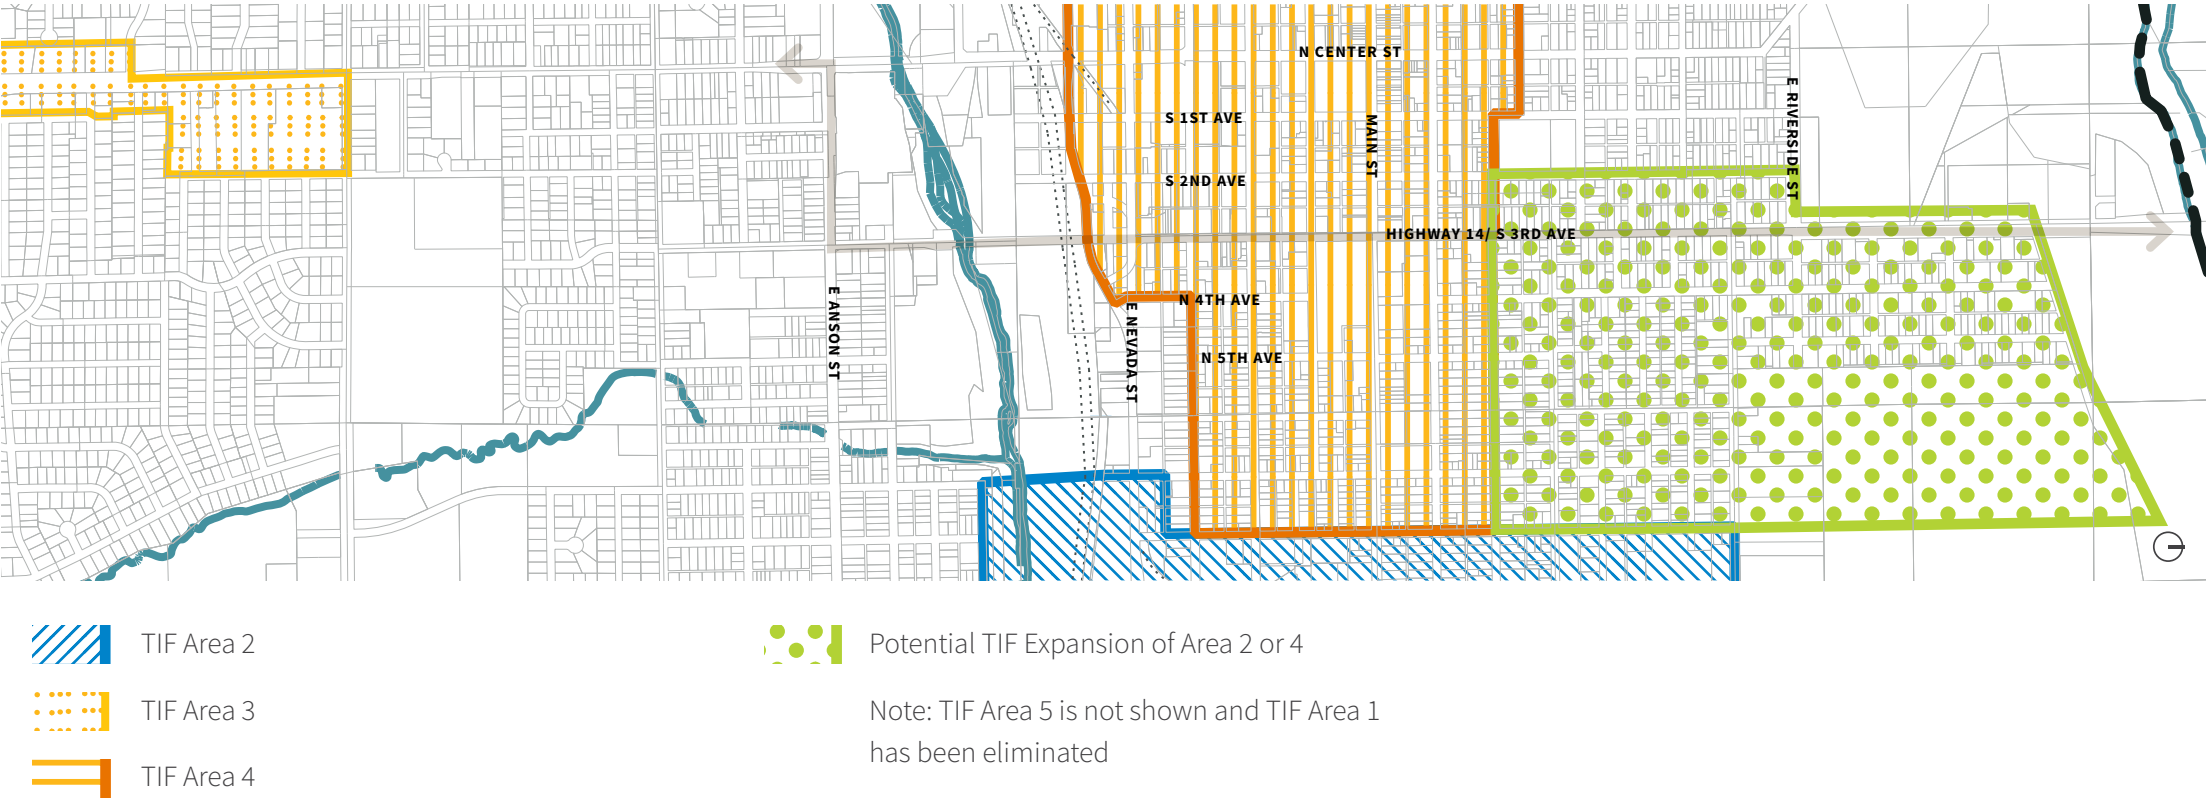 N CENTER ST
S 1ST AVE
MAIN ST
E RIVERSIDE ST
S 2ND AVE
HIGHWAY 14/ S 3RD AVE
E ANSON ST
N 4TH AVE
E NEVADA ST
N 5TH AVE
TIF Area 2
TIF Area 3
TIF Area 4
Potential TIF Expansion of Area 2 or 4
Note: TIF Area 5 is not shown and TIF Area 1
has been eliminated